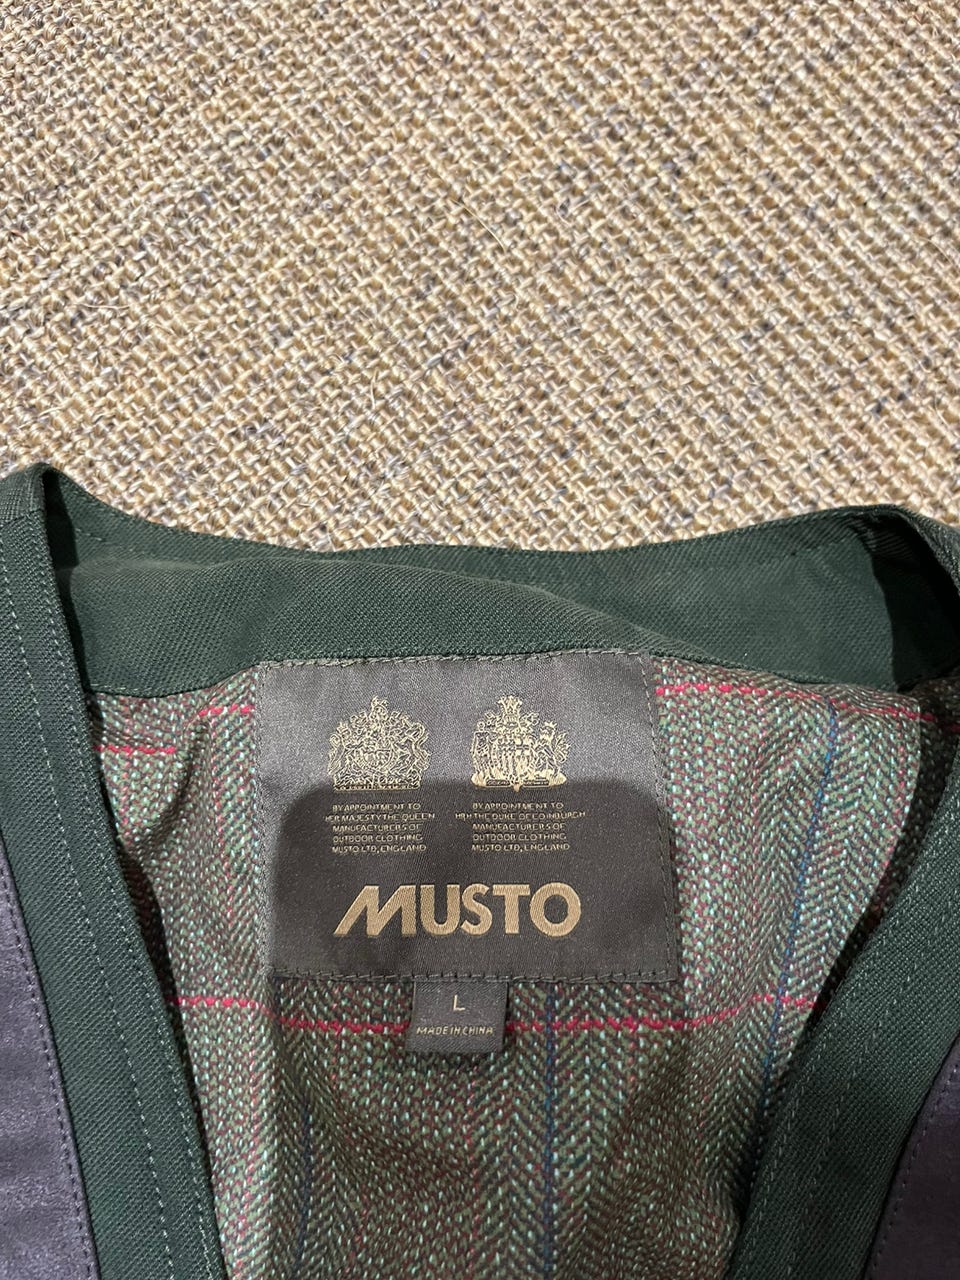 BY APPOINTMENT TO
HER MAJESTY THE QUEEN
MANUFACTURERS OF
OUTDOOR CLOTHING
MUSTO LTD, ENGLAND
BY APPOINTMENT TO
HRH THE DUKE OF EDINBURGH
MANUFACTURERS OF
OUTDOOR CLOTHING
MUSTO LTD, ENGLAND
MUSTO
L
MADE IN CHINA